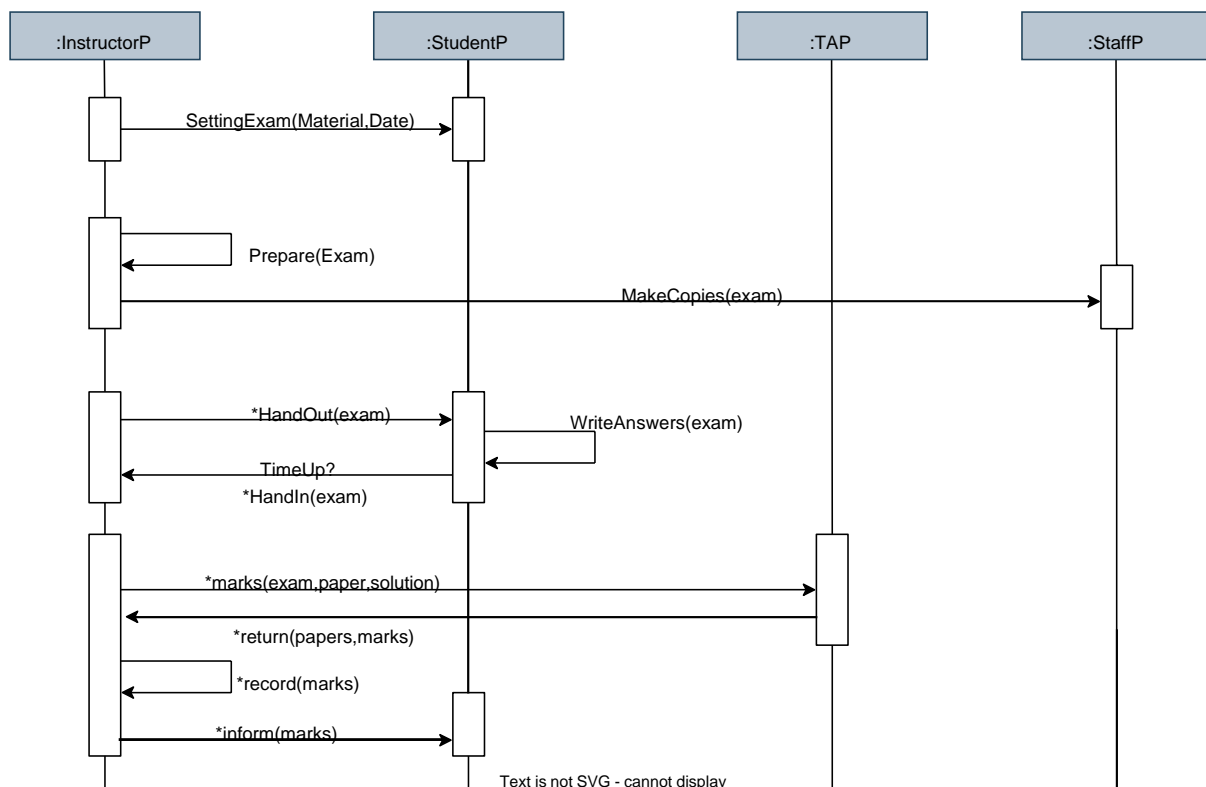 :InstructorP
:StudentP
:TAP
:StaffP
SettingExam(Material,Date)
Prepare(Exam)
MakeCopies(exam)
*HandOut(exam)
WriteAnswers(exam)
TimeUp?
*HandIn(exam)
*marks(exam,paper,solution)
*return(papers,marks)
*record(marks)
*inform(marks)
Text is not SVG - cannot display